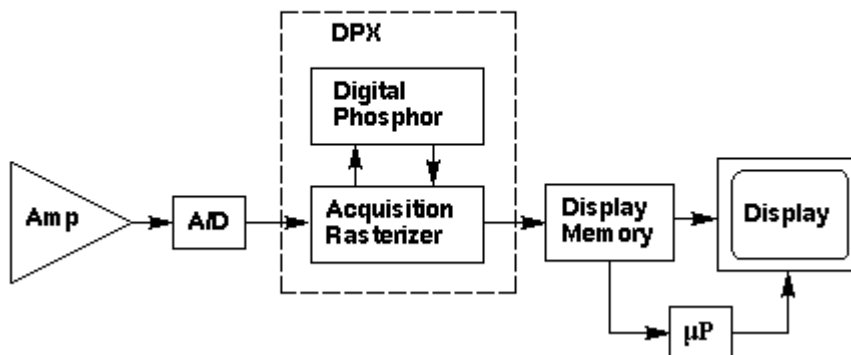 DPX
Digital
Phosphor
Amp
A/D
Acquisition
Rasterizer
Display
Memory
Display
μP